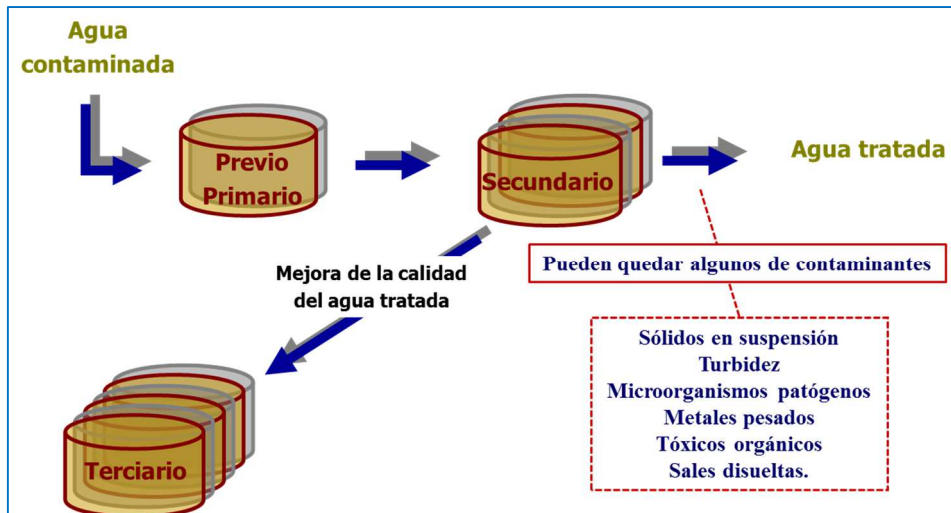 Agua
contaminada
Previo
Primario
Secundario
Agua tratada
Pueden quedar algunos de contaminantes
Mejora de la calidad
del agua tratada
Sólidos en suspensión
Turbidez
Microorganismos patógenos
Metales pesados
Tóxicos orgánicos
Sales disueltas.
Terciario